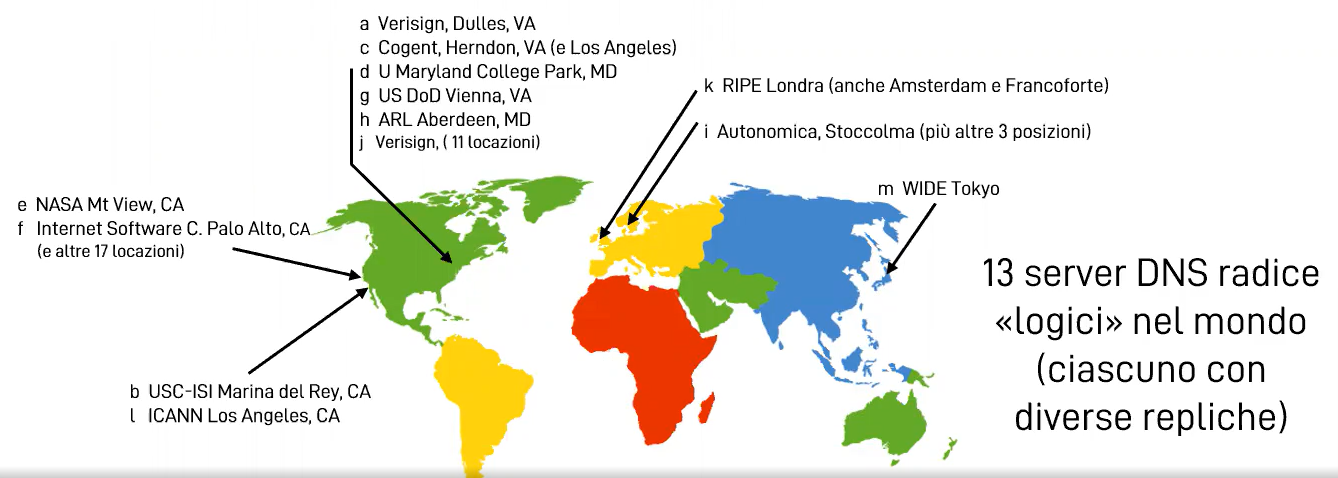 a Verisign, Dulles, VA
c Cogent, Herndon, VA (e Los Angeles)
d U Maryland College Park, MD
g US DoD Vienna, VA
h ARL Aberdeen, MD
j Verisign, ( 11 locazioni)
k RIPE Londra (anche Amsterdam e Francoforte)
i Autonomica, Stoccolma (più altre 3 posizioni)
m WIDE Tokyo
e NASA Mt View, CA
f Internet Software C. Palo Alto, CA
(e altre 17 locazioni)
b USC-ISI Marina del Rey, CA
l ICANN Los Angeles, CA
13 server DNS radice
«logici» nel mondo
(ciascuno con
diverse repliche)